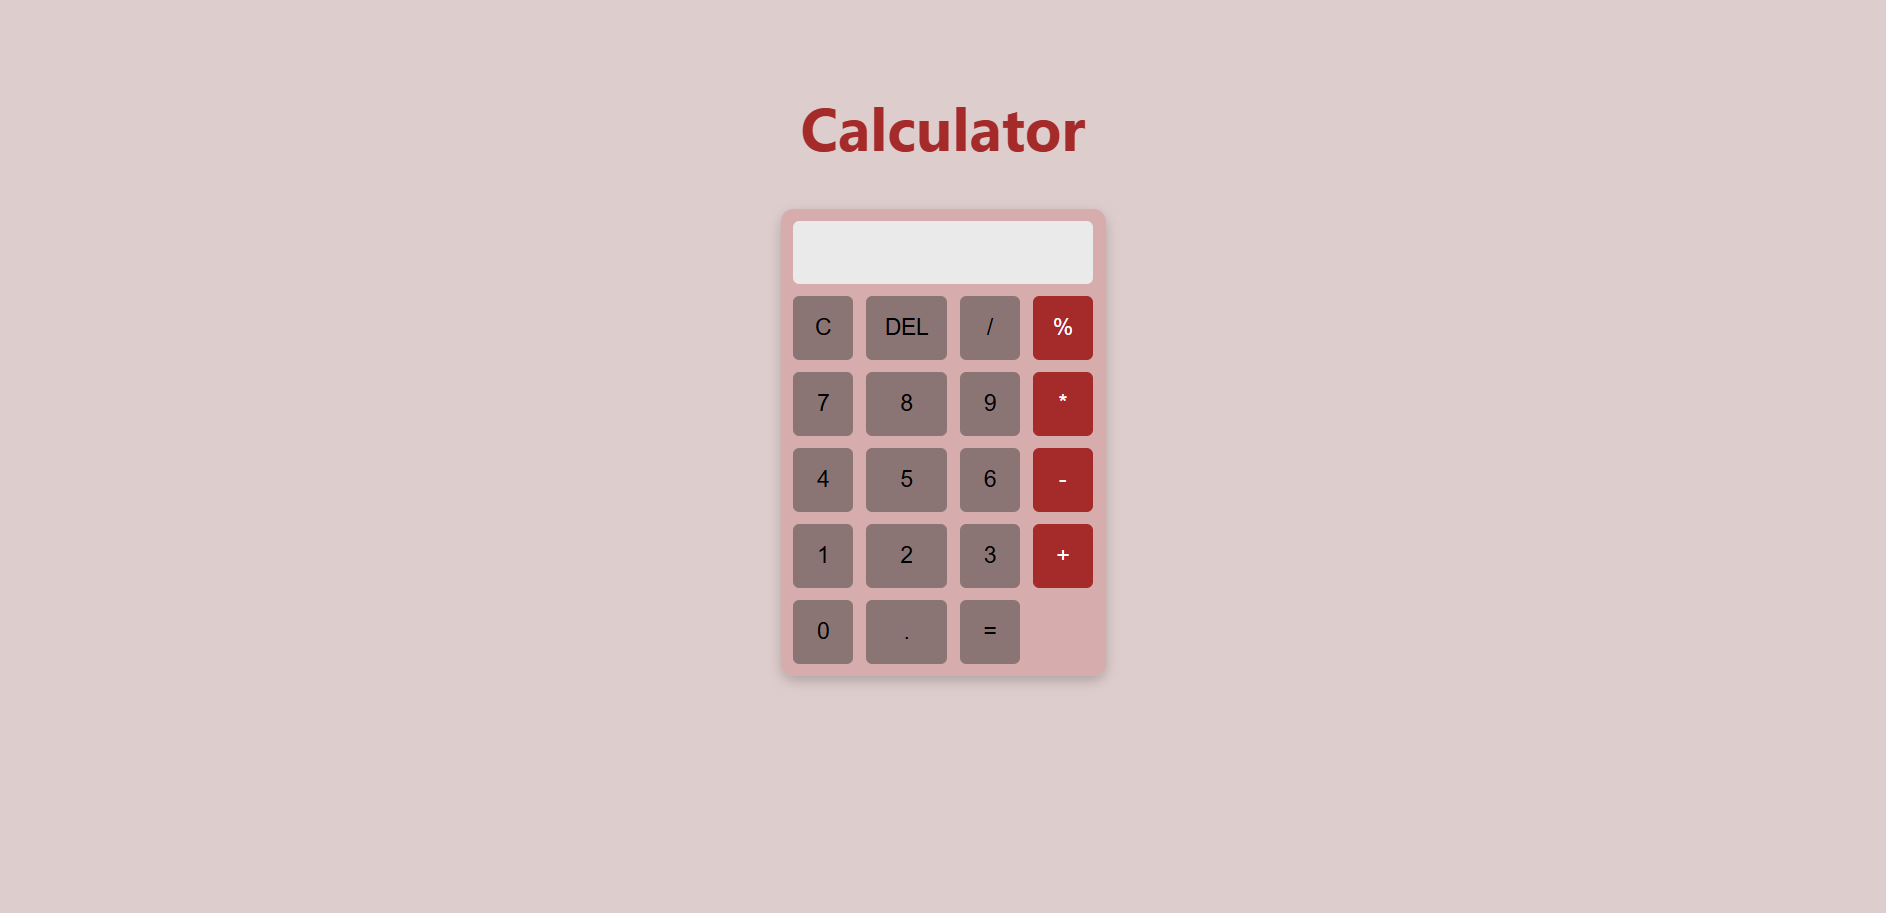 Calculator
C DEL / %
7 8 9 *
4 5 6 -
1 2 3 +
0 . =